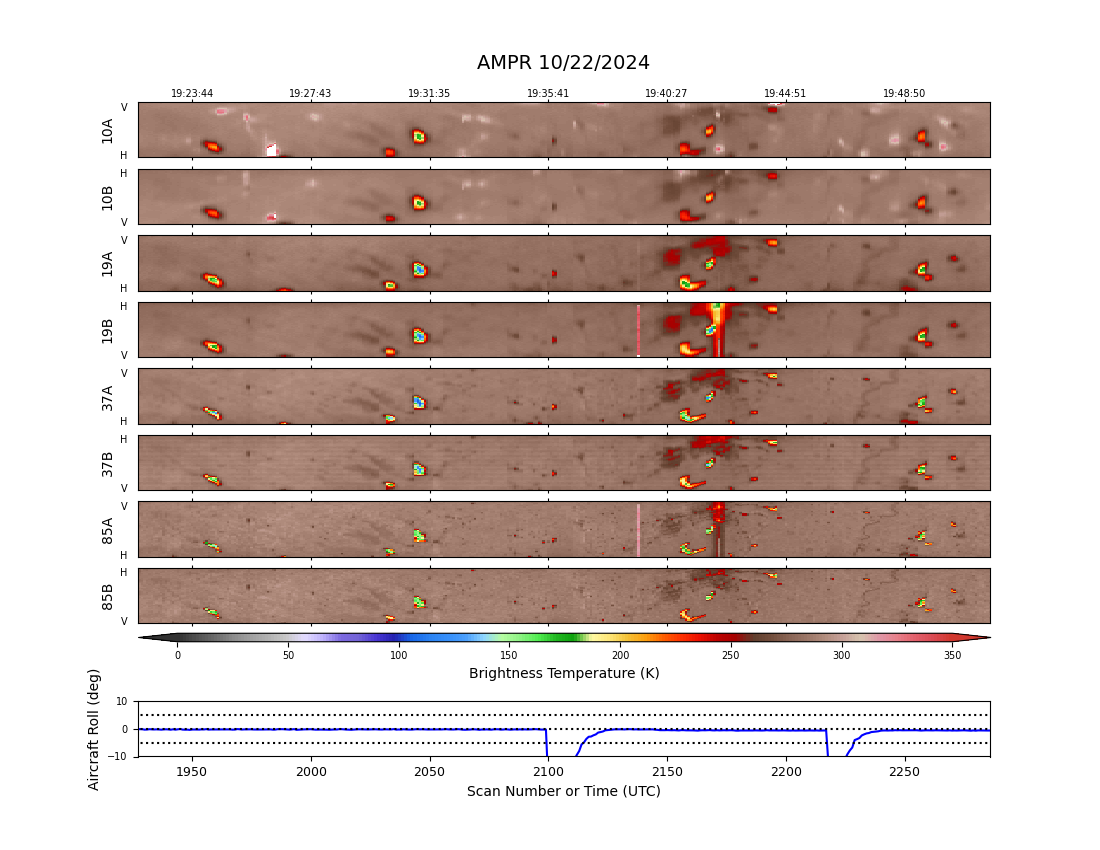 AMPR 10/22/2024
19:23:44 19:27:43 19:31:35 19:35:41 19:40:27 19:44:51 19:48:50
V
10A
H
H
10B
V
V
19A
H
H
19B
V
V
37A
H
H
37B
V
V
85A
H
H
85B
V
0 50 100 150 200 250 300 350
Brightness Temperature (K)
Aircraft Roll (deg)
10
0
−10
1950 2000 2050 2100 2150 2200 2250
Scan Number or Time (UTC)